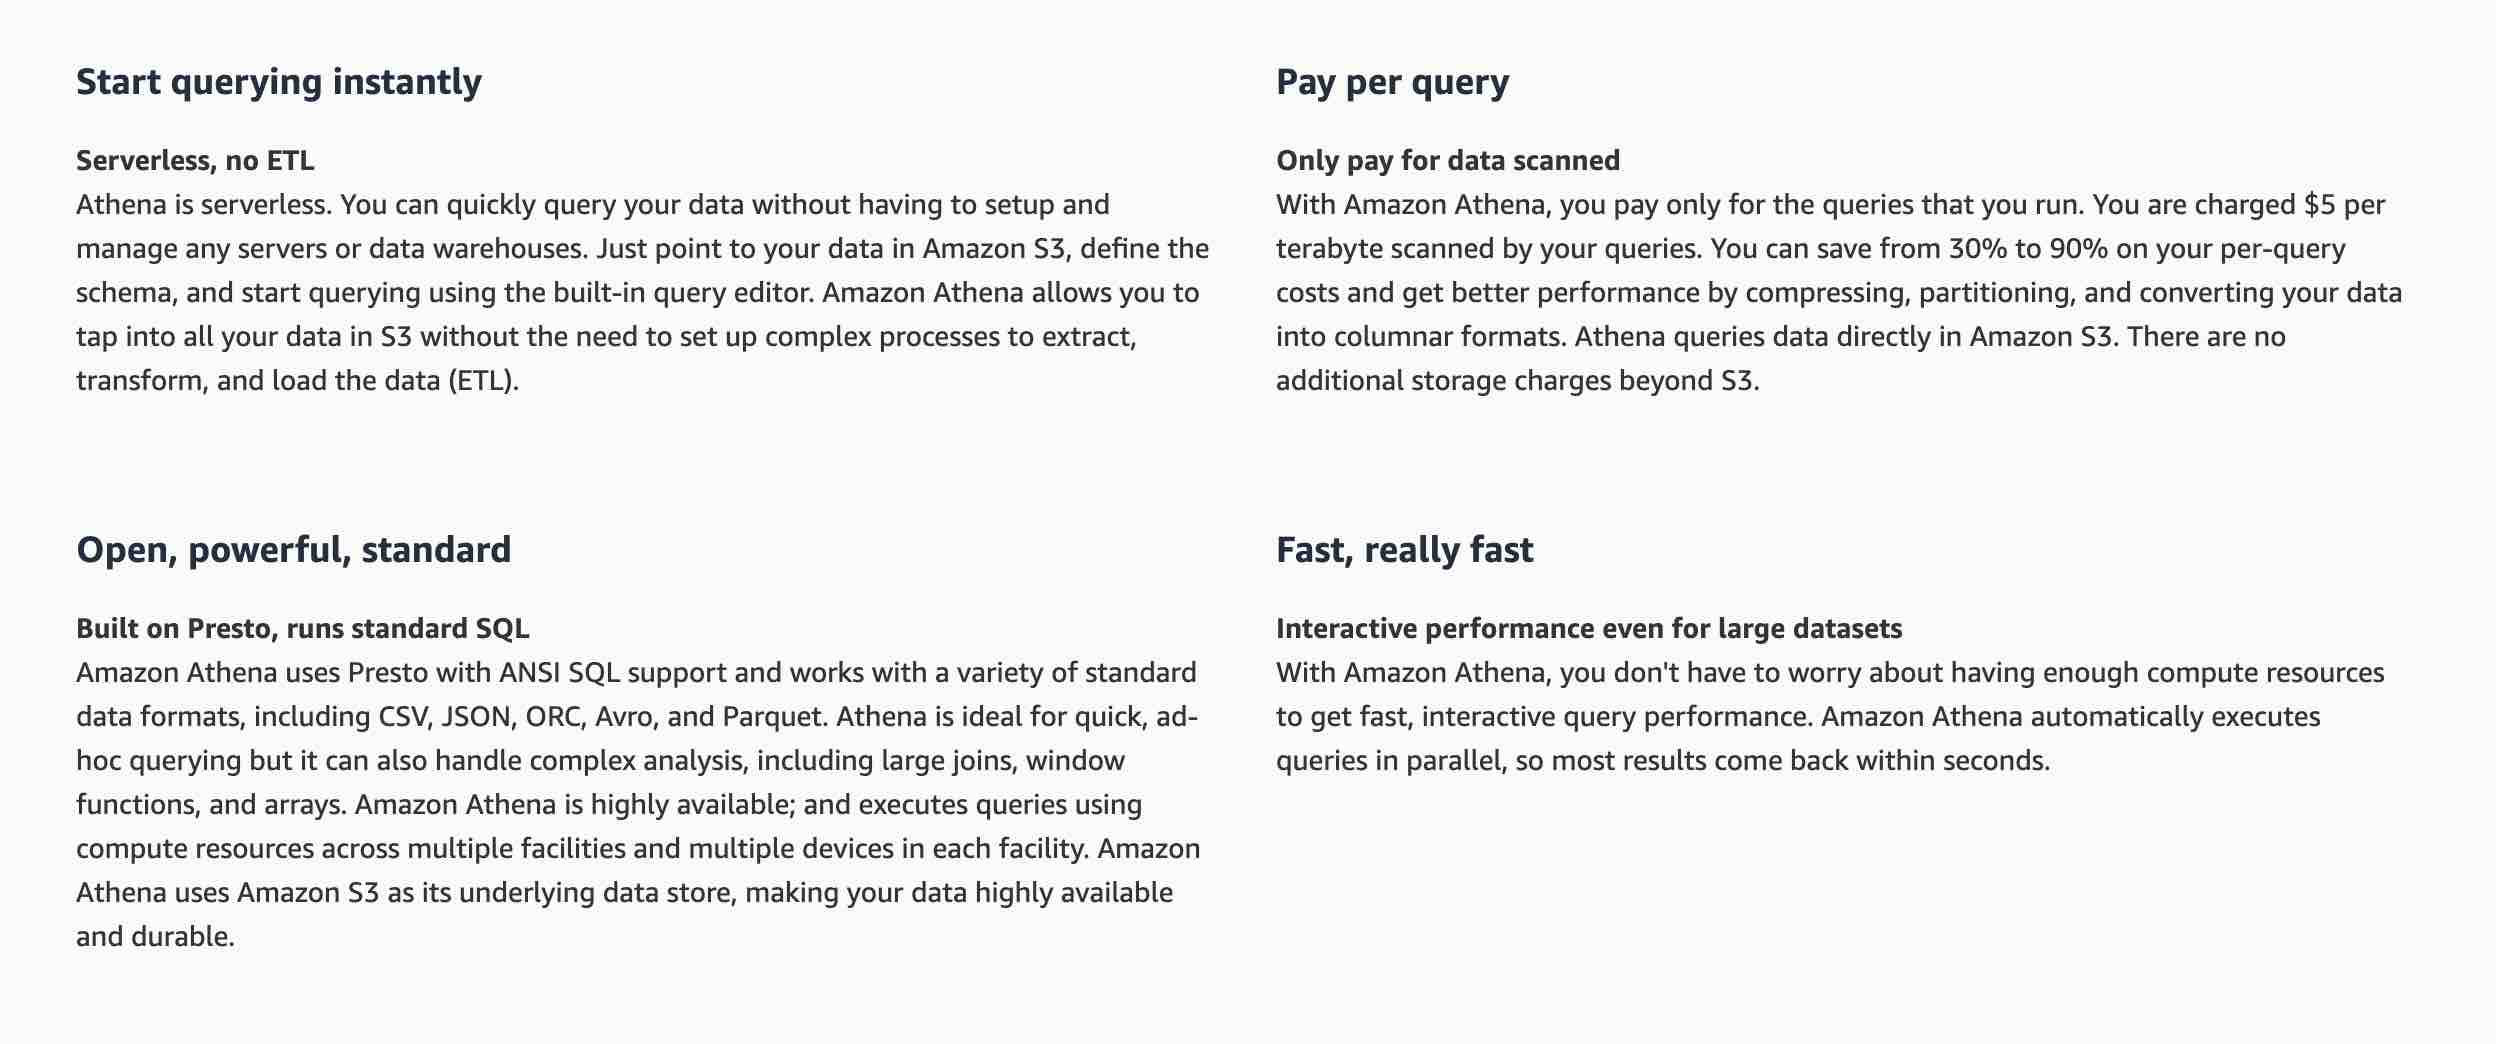 Start querying instantly
Serverless, no ETL
Athena is serverless. You can quickly query your data without having to setup and
manage any servers or data warehouses. Just point to your data in Amazon S3, define the
schema, and start querying using the built-in query editor. Amazon Athena allows you to
tap into all your data in S3 without the need to set up complex processes to extract,
transform, and load the data (ETL).
Pay per query
Only pay for data scanned
With Amazon Athena, you pay only for the queries that you run. You are charged $5 per
terabyte scanned by your queries. You can save from 30% to 90% on your per-query
costs and get better performance by compressing, partitioning, and converting your data
into columnar formats. Athena queries data directly in Amazon S3. There are no
additional storage charges beyond S3.
Open, powerful, standard
Built on Presto, runs standard SQL
Amazon Athena uses Presto with ANSI SQL support and works with a variety of standard
data formats, including CSV, JSON, ORC, Avro, and Parquet. Athena is ideal for quick, ad-
hoc querying but it can also handle complex analysis, including large joins, window
functions, and arrays. Amazon Athena is highly available; and executes queries using
compute resources across multiple facilities and multiple devices in each facility. Amazon
Athena uses Amazon S3 as its underlying data store, making your data highly available
and durable.
Fast, really fast
Interactive performance even for large datasets
With Amazon Athena, you don't have to worry about having enough compute resources
to get fast, interactive query performance. Amazon Athena automatically executes
queries in parallel, so most results come back within seconds.